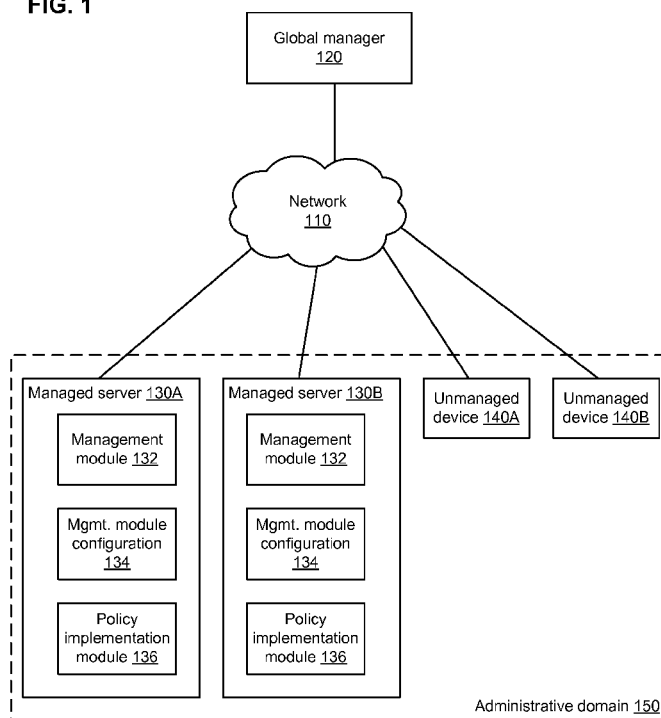 FIG. 1
Global manager
120
Network
110
Managed server 130A
Management
module 132
Mgmt. module
configuration
134
Policy
implementation
module 136
Managed server 130B
Management
module 132
Mgmt. module
configuration
134
Policy
implementation
module 136
Unmanaged
device 140A
Unmanaged
device 140B
Administrative domain 150